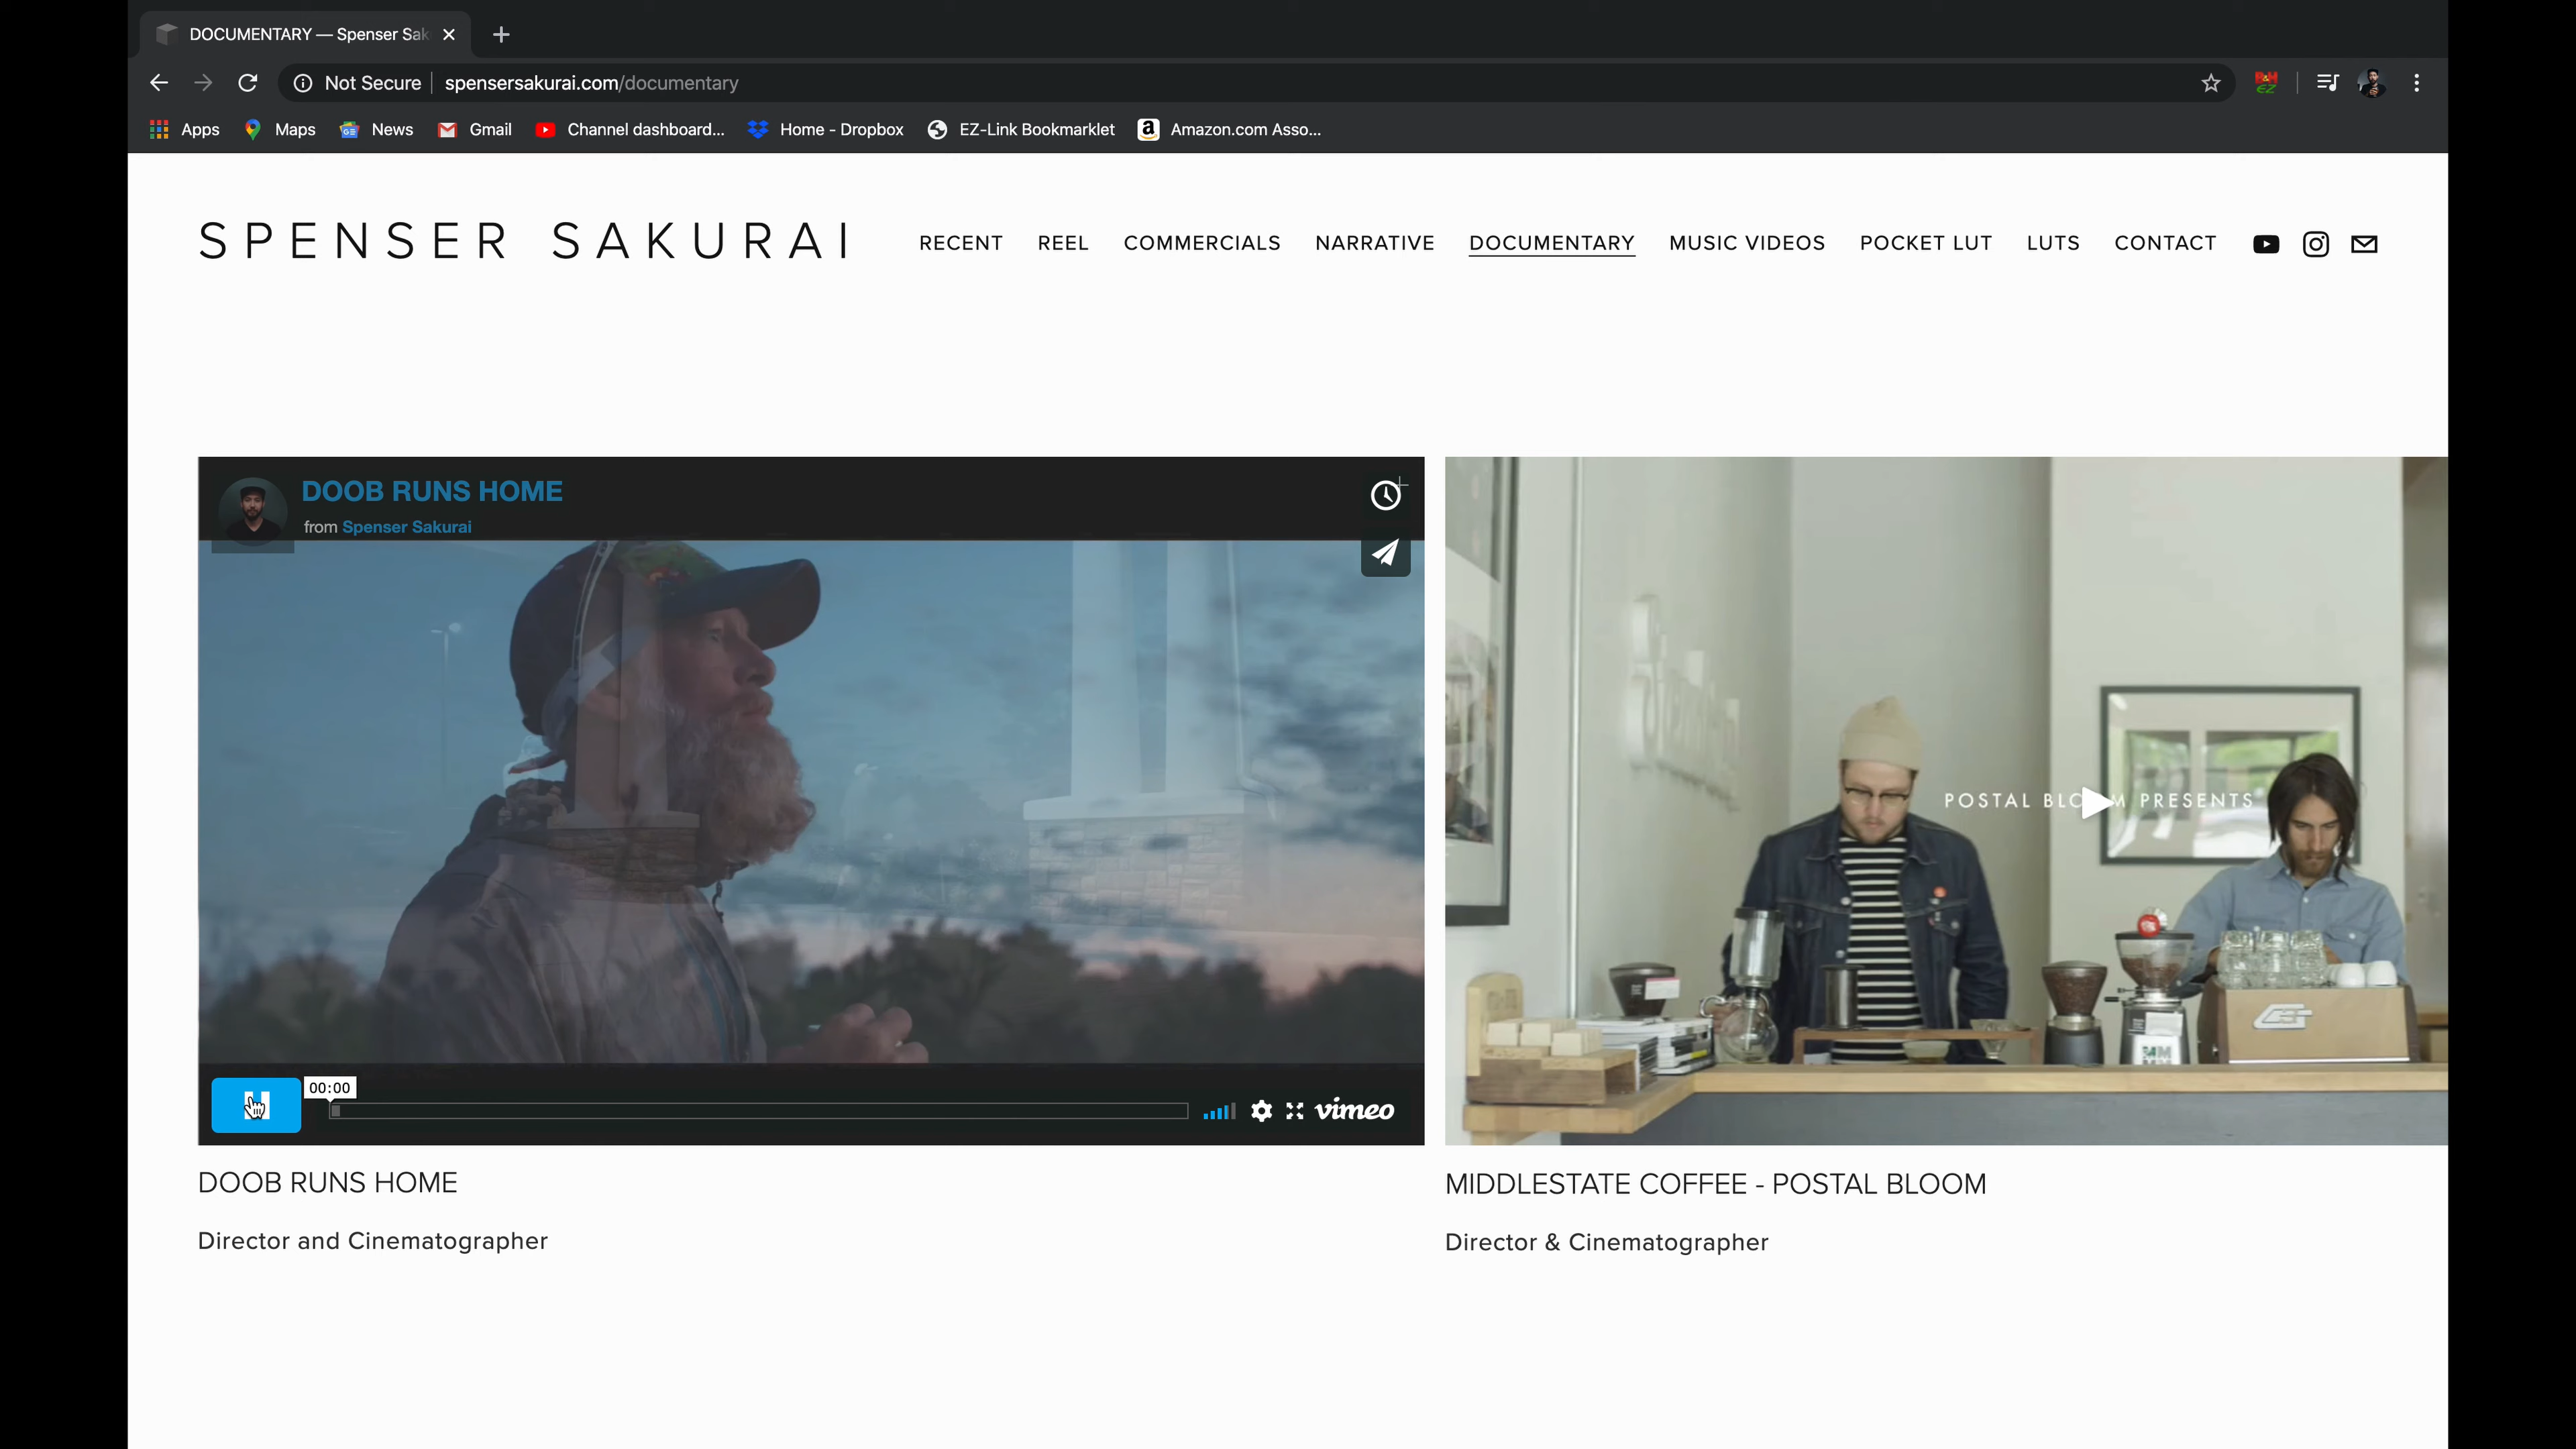 DOCUMENTARY — Spenser Sak
Not Secure spensersakurai.com/documentary
Apps Maps News Gmail Channel dashboard... Home - Dropbox EZ-Link Bookmarklet Amazon.com Asso...
SPENSER SAKURAI RECENT REEL COMMERCIALS NARRATIVE DOCUMENTARY MUSIC VIDEOS POCKET LUT LUTS CONTACT
DOOB RUNS HOME
from Spenser Sakurai
POSTAL BLOOM PRESENTS
00:00
vimeo
DOOB RUNS HOME
Director and Cinematographer
MIDDLESTATE COFFEE - POSTAL BLOOM
Director & Cinematographer